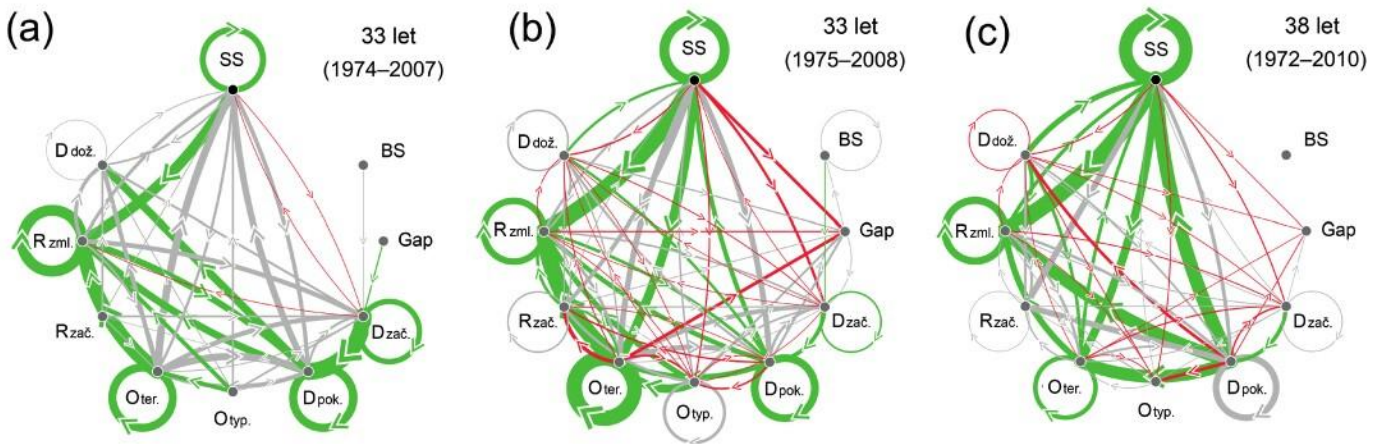 (a)
33 let
(1974–2007)
SS
BS
Ddož.
Gap
Rzml.
Rzač.
Dzač.
Oter.
Otyp.
Dpok.
(b)
33 let
(1975–2008)
SS
BS
Ddož.
Gap
Rzml.
Rzač.
Dzač.
Oter.
Otyp.
Dpok.
(c)
38 let
(1972–2010)
SS
BS
Ddož.
Gap
Rzml.
Rzač.
Dzač.
Oter.
Otyp.
Dpok.